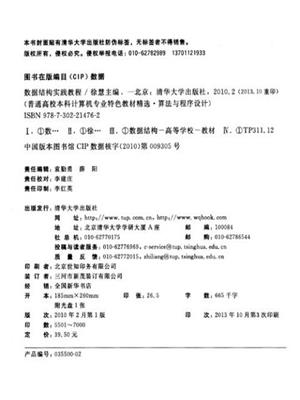 本书封面贴有清华大学出版社防伪标签，无标签者不得销售。
版权所有，侵权必究。侵权举报电话：010-62782989 13701121933
图书在版编目(CIP)数据
数据结构实践教程/徐慧主编．—北京：清华大学出版社，2010.2（2013.10重印）
（普通高校本科计算机专业特色教材精选·算法与程序设计）
ISBN 978-7-302-21476-2
Ⅰ.①数… Ⅱ.①徐… Ⅲ.①数据结构－高等学校－教材 Ⅳ.①TP311.12
中国版本图书馆CIP数据核字(2010)第009305号
责任编辑：袁勤勇 薛阳
责任校对：李建庄
责任印制：李红英
出版发行：清华大学出版社
网 址：http://www.tup.com.cn, http://www.wqbook.com
地 址：北京清华大学学研大厦A座 邮 编：100084
社 总 机：010-62770175 邮 购：010-62786544
投稿与读者服务：010-62776969, c-service@tup.tsinghua.edu.cn
质 量 反 馈：010-62772015, zhiliang@tup.tsinghua.edu.cn
印 刷 者：北京世知印务有限公司
装 订 者：三河市新茂装订有限公司
经 销：全国新华书店
开 本：185mm×260mm 印 张：26.5 字 数：665千字
附光盘1张
版 次：2010年2月第1版 印 次：2013年10月第3次印刷
印 数：5501~7000
定 价：39.50元
产品编号：035500-02